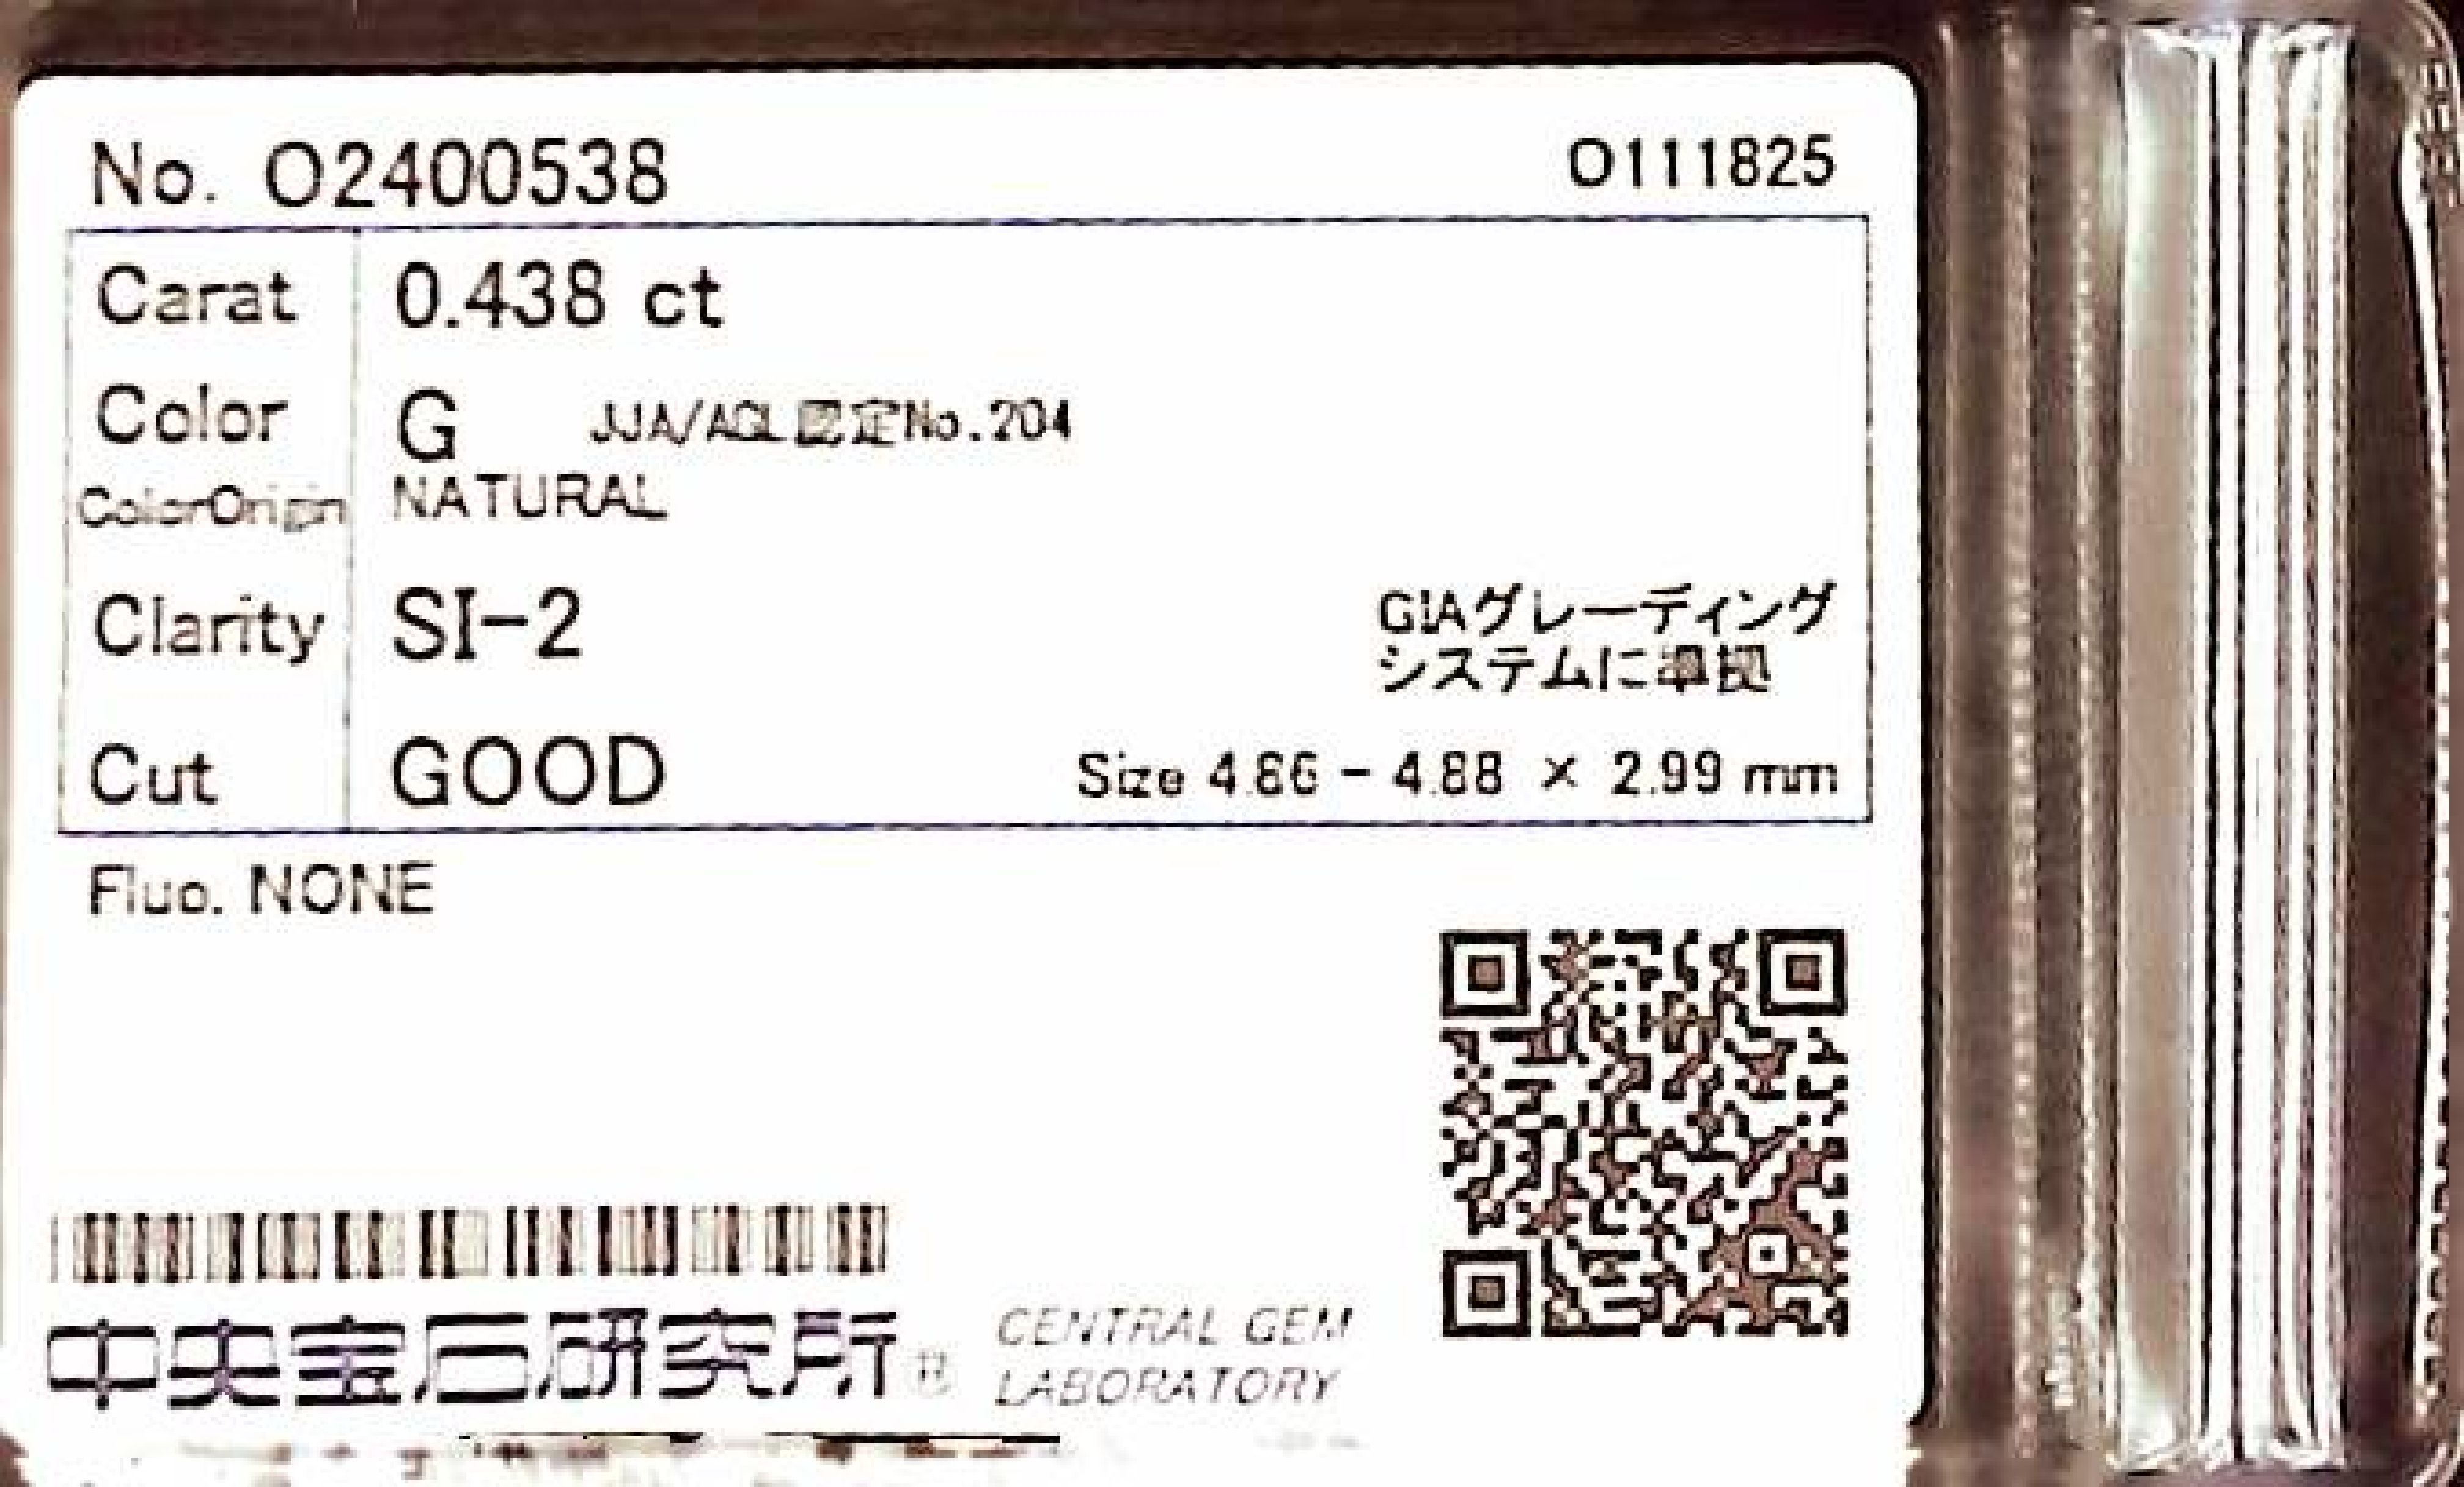 No. O2400538 O111825
Carat 0.438 ct
Color G JJA/AGL認定No.204
ColorOrigin NATURAL
Clarity SI-2 GIAグレーディング
システムに準拠
Cut GOOD Size 4.86 - 4.88 × 2.99 mm
Fluo. NONE
中央宝石研究所® CENTRAL GEM
LABORATORY